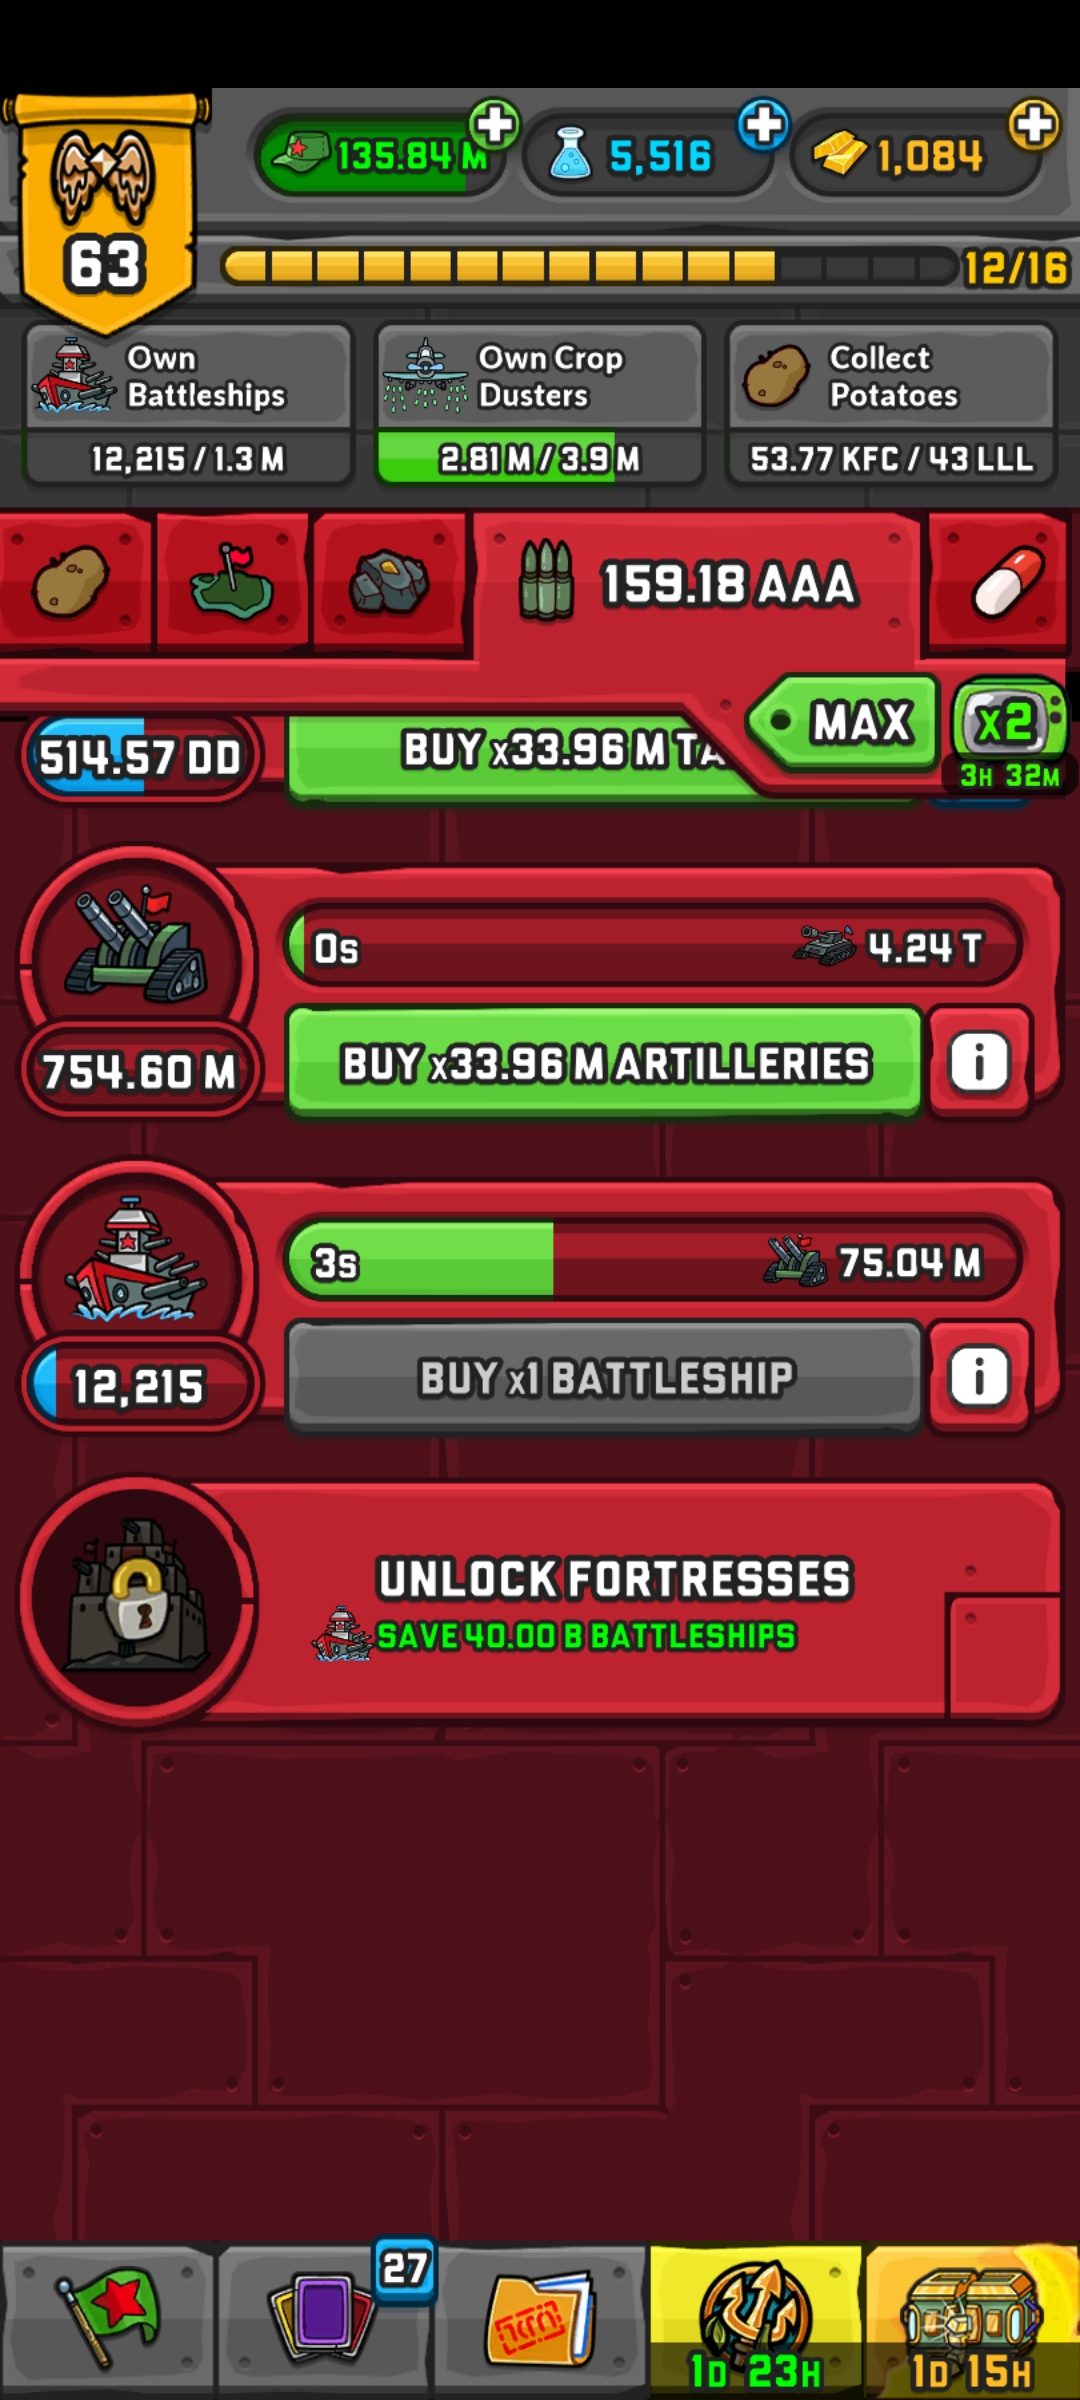 135.84 M
5,516
1,084
63
12/16
Own
Battleships
12,215 / 1.3 M
Own Crop
Dusters
2.81 M / 3.9 M
Collect
Potatoes
53.77 KFC / 43 LLL
159.18 AAA
MAX
x2
3H 32M
514.57 DD
BUY x33.96 M TA
0s
4.24 T
754.60 M
BUY x33.96 M ARTILLERIES
i
3s
75.04 M
12,215
BUY x1 BATTLESHIP
i
UNLOCK FORTRESSES
SAVE 40.00 B BATTLESHIPS
27
1D 23H
1D 15H